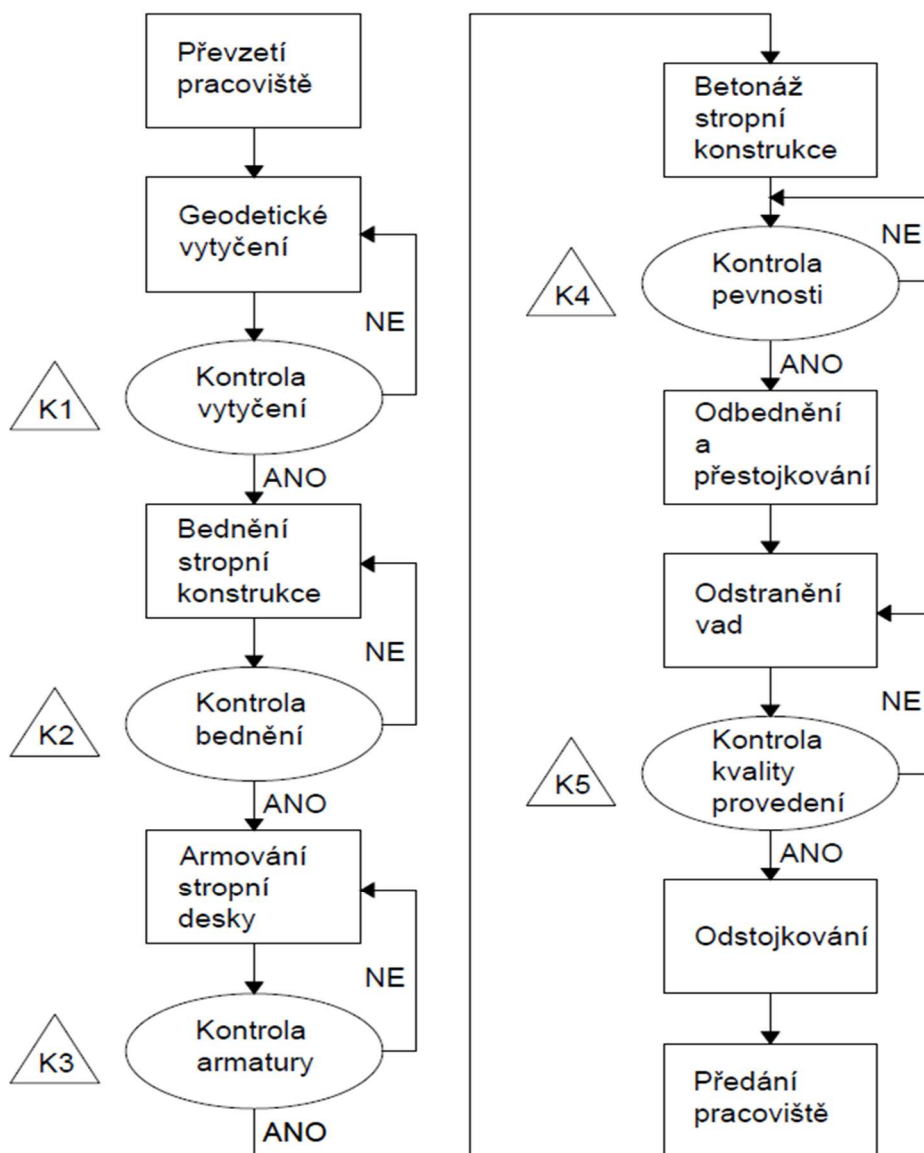 Převzetí
pracoviště
Geodetické
vytyčení
NE
Kontrola
vytyčení
K1
ANO
Bednění
stropní
konstrukce
NE
Kontrola
bednění
K2
ANO
Armování
stropní
desky
NE
Kontrola
armatury
K3
ANO
Betonáž
stropní
konstrukce
NE
Kontrola
pevnosti
K4
ANO
Odbednění
a
přestojkování
Odstranění
vad
NE
Kontrola
kvality
provedení
K5
ANO
Odstojkování
Předání
pracoviště